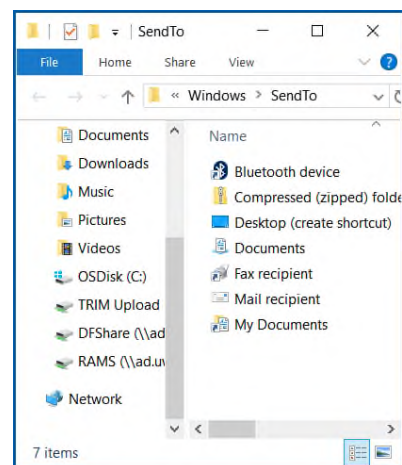 SendTo
File Home Share View
« Windows > SendTo
Documents
Downloads
Music
Pictures
Videos
OSDisk (C:)
TRIM Upload
DFShare (\\ad
RAMS (\\ad.uv
Network
Name
Bluetooth device
Compressed (zipped) folde
Desktop (create shortcut)
Documents
Fax recipient
Mail recipient
My Documents
7 items